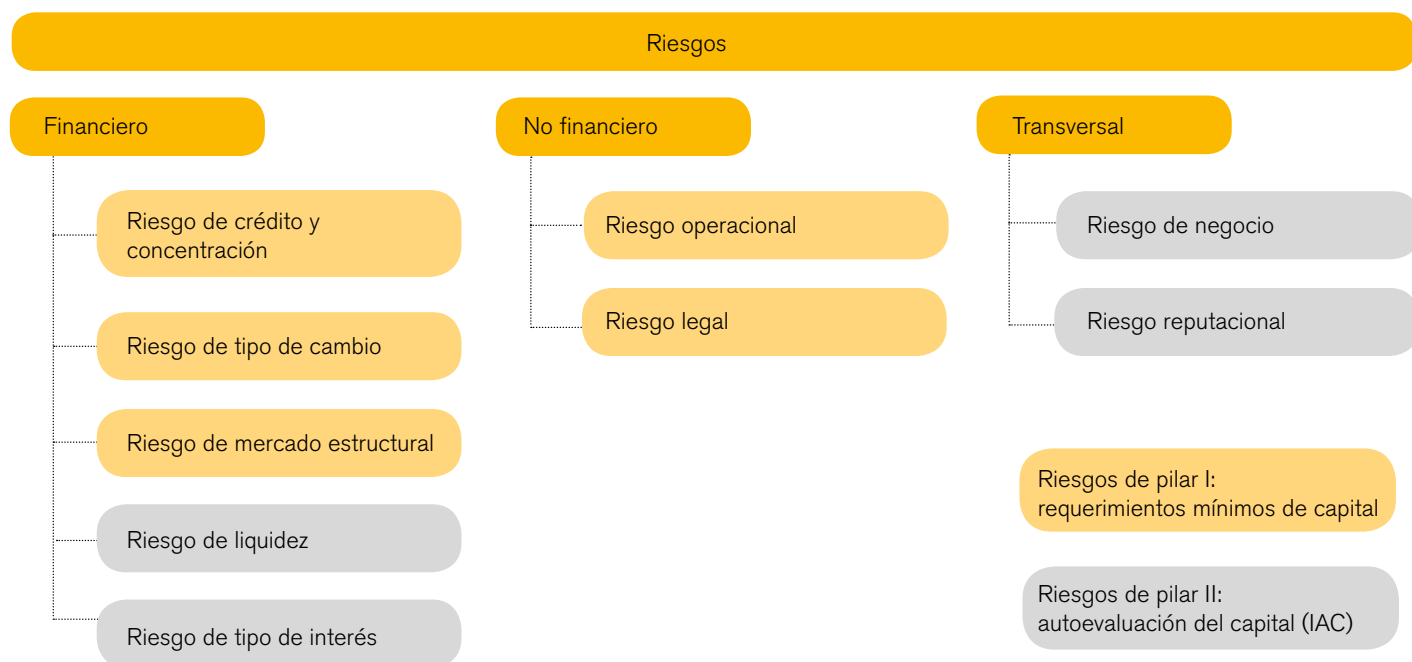 Riesgos
Financiero
Riesgo de crédito y
concentración
Riesgo de tipo de cambio
Riesgo de mercado estructural
Riesgo de liquidez
Riesgo de tipo de interés
No financiero
Riesgo operacional
Riesgo legal
Transversal
Riesgo de negocio
Riesgo reputacional
Riesgos de pilar I:
requerimientos mínimos de capital
Riesgos de pilar II:
autoevaluación del capital (IAC)